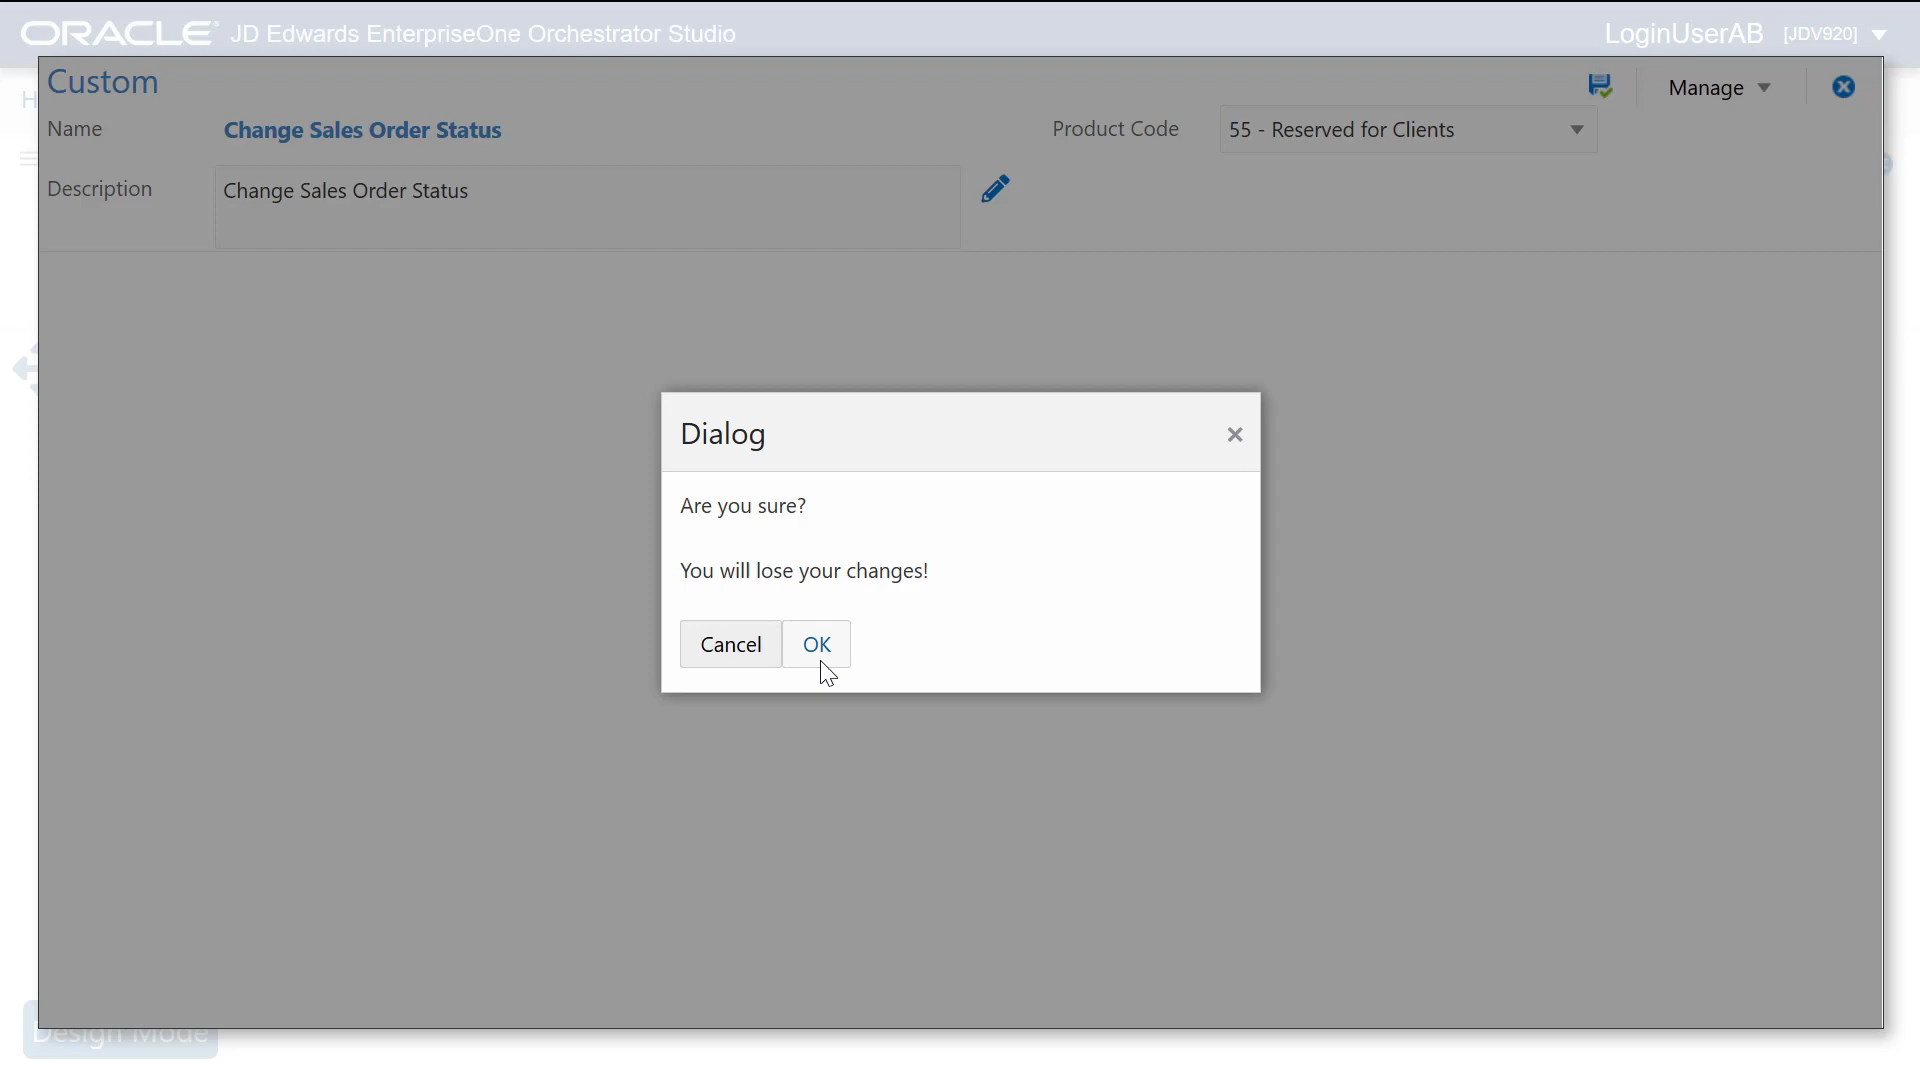 ORACLE JD Edwards EnterpriseOne Orchestrator Studio
LoginUserAB [JDV920]
Custom
Manage
Name
Change Sales Order Status
Product Code
55 - Reserved for Clients
Description
Change Sales Order Status
Dialog
Are you sure?
You will lose your changes!
Cancel
OK
Design Mode